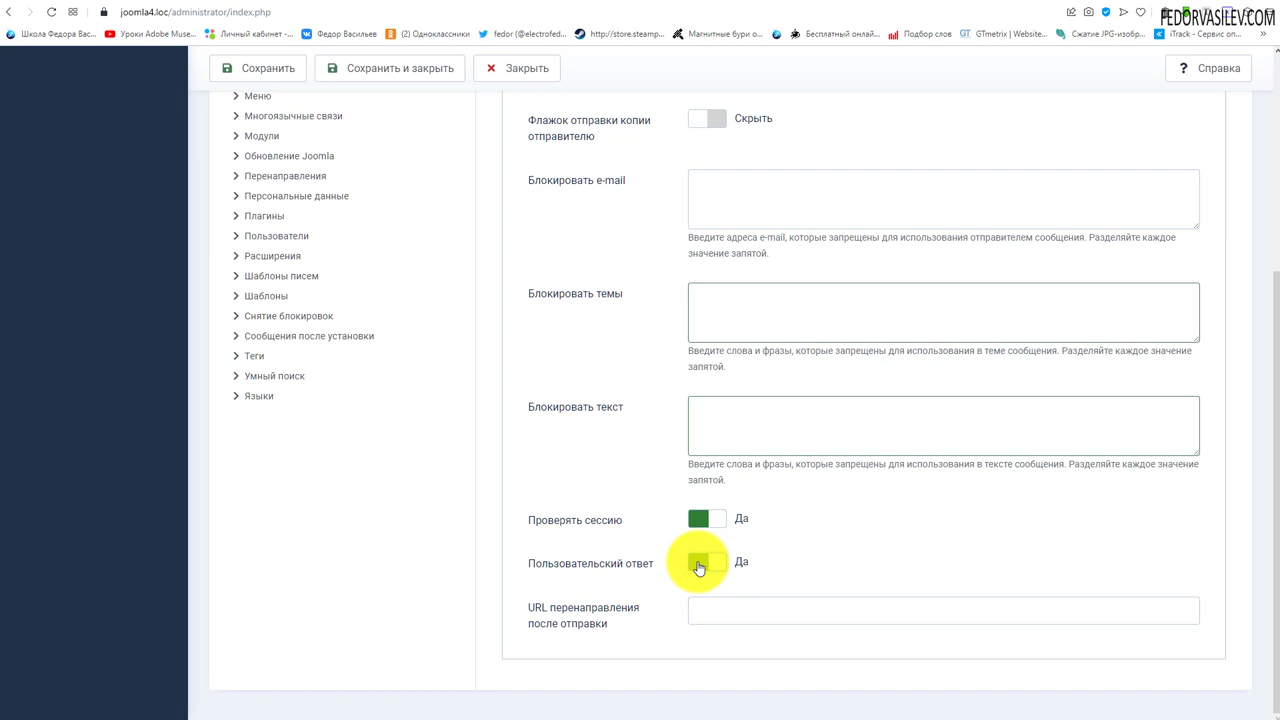 joomla4.loc/administrator/index.php
FEDORVASILEV.COM
Школа Федора Вас...
Уроки Adobe Muse...
Личный кабинет -...
Федор Васильев
(2) Одноклассники
fedor (@electrofed...
http://store.steamp...
Магнитные бури о...
Бесплатный онлай...
Подбор слов
GTmetrix | Website...
Сжатие JPG-изобр...
iTrack - Сервис оп...
Сохранить
Сохранить и закрыть
Закрыть
Справка
Меню
Многоязычные связи
Модули
Обновление Joomla
Перенаправления
Персональные данные
Плагины
Пользователи
Расширения
Шаблоны писем
Шаблоны
Снятие блокировок
Сообщения после установки
Теги
Умный поиск
Языки
Флажок отправки копии
отправителю
Скрыть
Блокировать e-mail
Введите адреса e-mail, которые запрещены для использования отправителем сообщения. Разделяйте каждое
значение запятой.
Блокировать темы
Введите слова и фразы, которые запрещены для использования в теме сообщения. Разделяйте каждое значение
запятой.
Блокировать текст
Введите слова и фразы, которые запрещены для использования в тексте сообщения. Разделяйте каждое значение
запятой.
Проверять сессию
Да
Пользовательский ответ
Да
URL перенаправления
после отправки